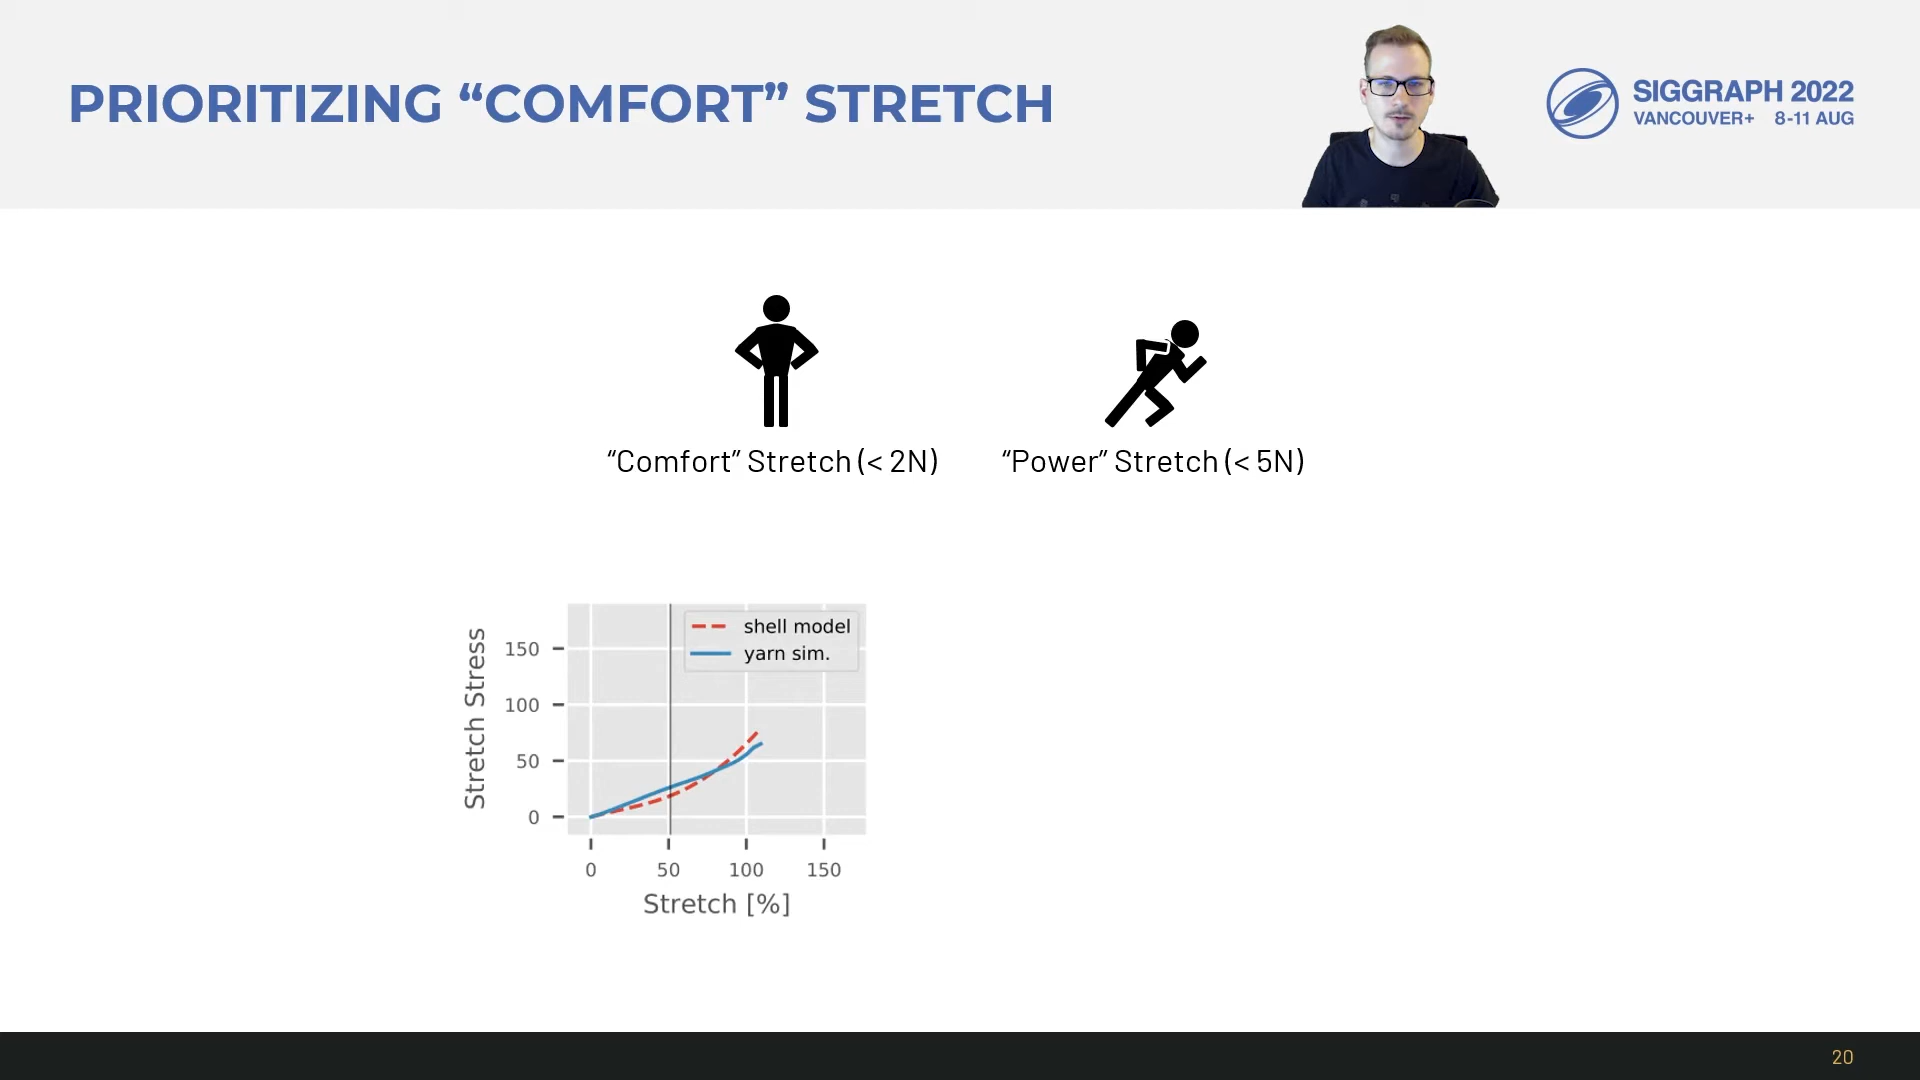 PRIORITIZING “COMFORT” STRETCH
SIGGRAPH 2022
VANCOUVER+ 8-11 AUG
“Comfort” Stretch (< 2N)
“Power” Stretch (< 5N)
shell model
yarn sim.
Stretch Stress
150
100
50
0
0 50 100 150
Stretch [%]
20